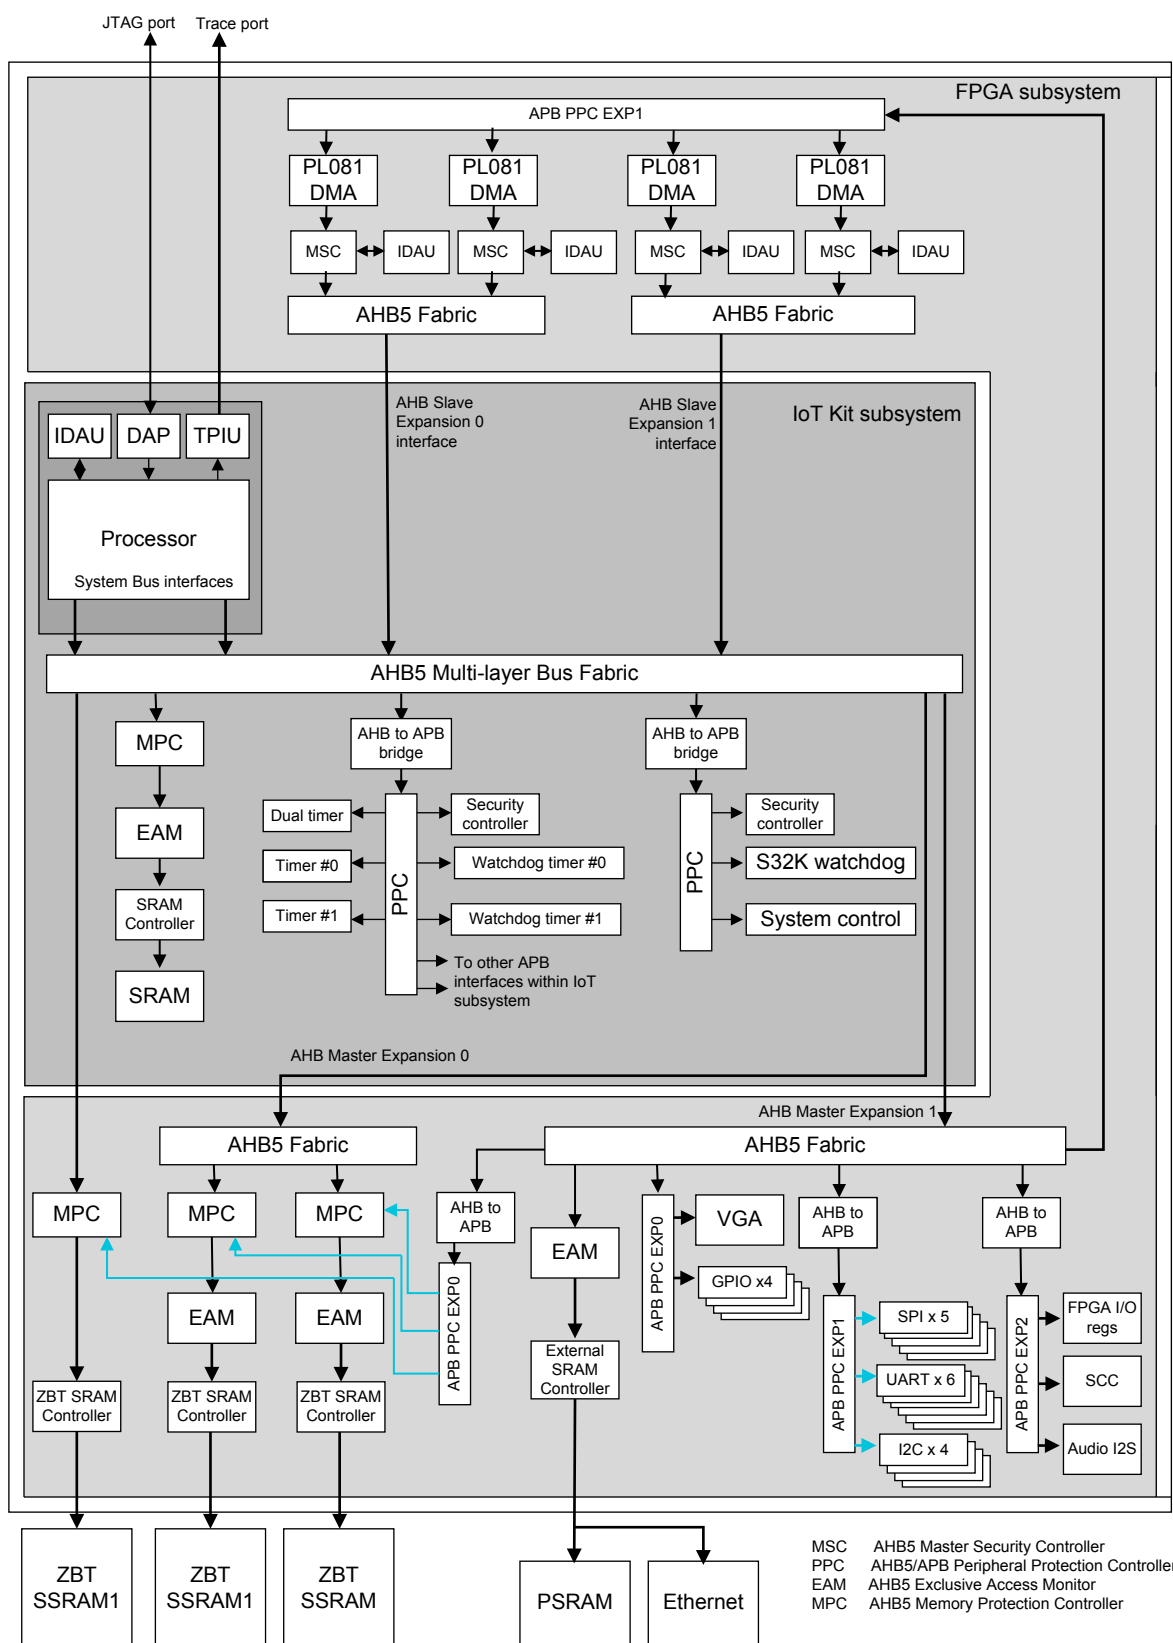 JTAG port
Trace port
FPGA subsystem
APB PPC EXP1
PL081
DMA
PL081
DMA
PL081
DMA
PL081
DMA
MSC
IDAU
MSC
IDAU
MSC
IDAU
MSC
IDAU
AHB5 Fabric
AHB5 Fabric
AHB Slave
Expansion 0
interface
AHB Slave
Expansion 1
interface
IoT Kit subsystem
IDAU
DAP
TPIU
Processor
System Bus interfaces
AHB5 Multi-layer Bus Fabric
MPC
EAM
SRAM
Controller
SRAM
AHB to APB
bridge
Dual timer
Timer #0
Timer #1
PPC
Security
controller
Watchdog timer #0
Watchdog timer #1
To other APB
interfaces within IoT
subsystem
AHB to APB
bridge
PPC
Security
controller
S32K watchdog
System control
AHB Master Expansion 0
AHB Master Expansion 1
AHB5 Fabric
AHB5 Fabric
MPC
MPC
MPC
EAM
EAM
ZBT SRAM
Controller
ZBT SRAM
Controller
ZBT SRAM
Controller
AHB to
APB
APB PPC EXP0
EAM
External
SRAM
Controller
APB PPC EXP0
VGA
GPIO x4
AHB to
APB
APB PPC EXP1
SPI x 5
UART x 6
I2C x 4
AHB to
APB
APB PPC EXP2
FPGA I/O
regs
SCC
Audio I2S
ZBT
SSRAM1
ZBT
SSRAM1
ZBT
SSRAM
PSRAM
Ethernet
MSC AHB5 Master Security Controller
PPC AHB5/APB Peripheral Protection Controller
EAM AHB5 Exclusive Access Monitor
MPC AHB5 Memory Protection Controller